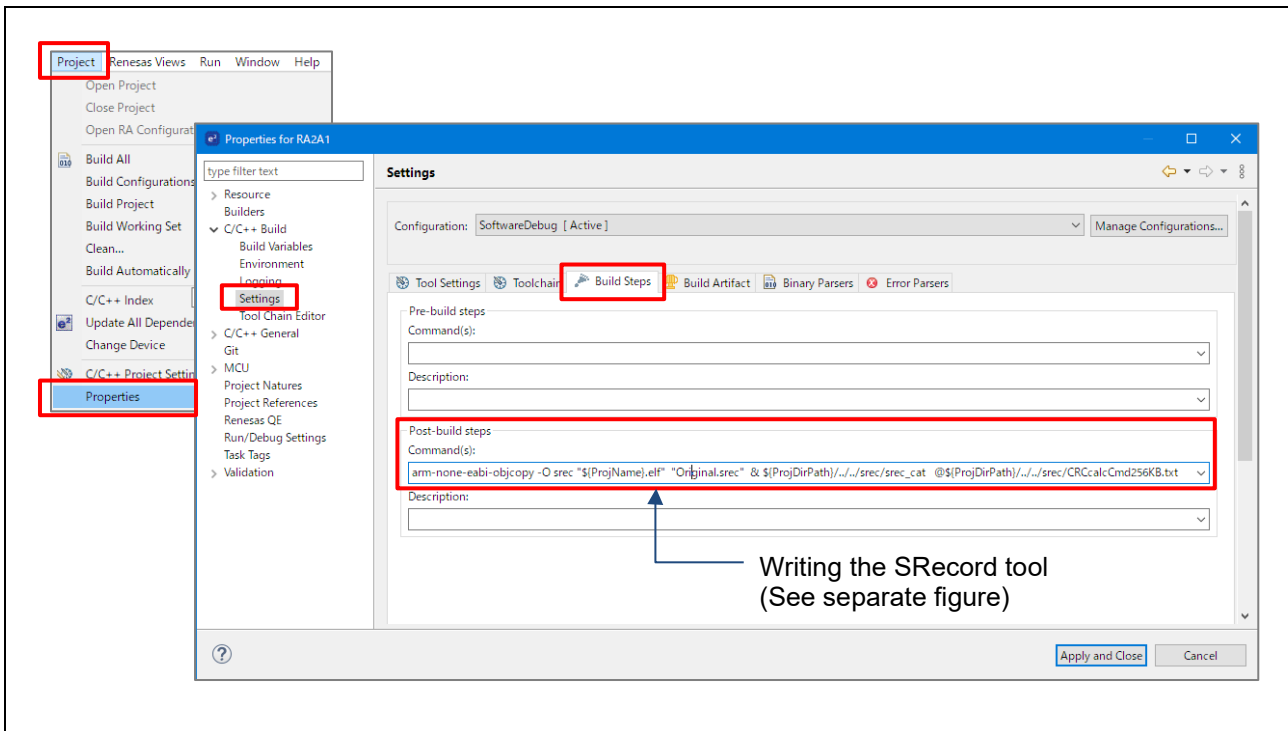 Project Renesas Views Run Window Help
Open Project
Close Project
Open RA Configurat
Build All
Build Configurations
Build Project
Build Working Set
Clean...
Build Automatically
C/C++ Index
Update All Depende
Change Device
C/C++ Project Settin
Properties
Properties for RA2A1
type filter text
Resource
Builders
C/C++ Build
Build Variables
Environment
Logging
Settings
Tool Chain Editor
C/C++ General
Git
MCU
Project Natures
Project References
Renesas QE
Run/Debug Settings
Task Tags
Validation
Settings
Configuration: SoftwareDebug [ Active ] Manage Configurations...
Tool Settings Toolchain Build Steps Build Artifact Binary Parsers Error Parsers
Pre-build steps
Command(s):
Description:
Post-build steps
Command(s):
arm-none-eabi-objcopy -O srec "${ProjName}.elf" "Original.srec" & ${ProjDirPath}/../../srec/srec_cat @${ProjDirPath}/../../srec/CRCcalcCmd256KB.txt
Description:
Writing the SRecord tool
(See separate figure)
Apply and Close Cancel